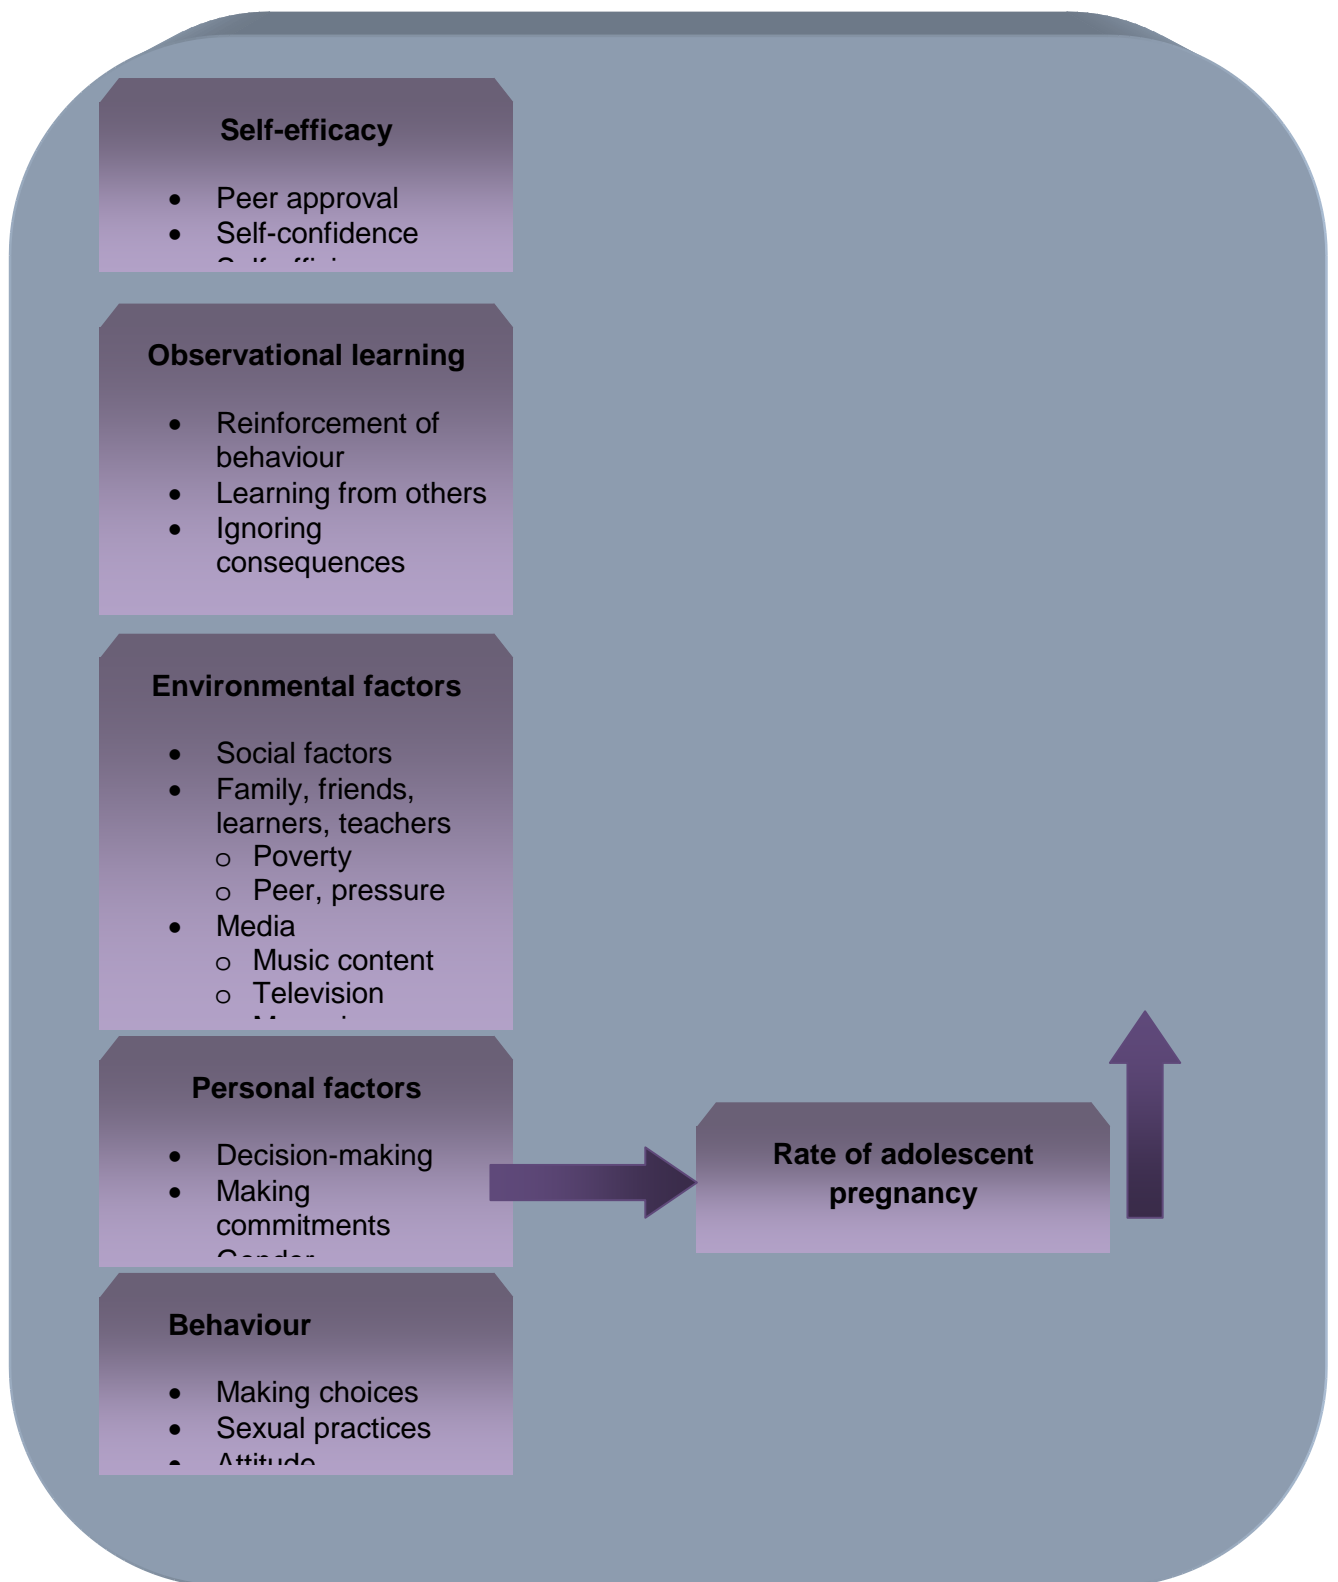 Self-efficacy
• Peer approval
• Self-confidence
Observational learning
• Reinforcement of
behaviour
• Learning from others
• Ignoring
consequences
Environmental factors
• Social factors
• Family, friends,
learners, teachers
o Poverty
o Peer, pressure
• Media
o Music content
o Television
Personal factors
• Decision-making
• Making
commitments
Gender
Behaviour
• Making choices
• Sexual practices
• Attitude
Rate of adolescent
pregnancy